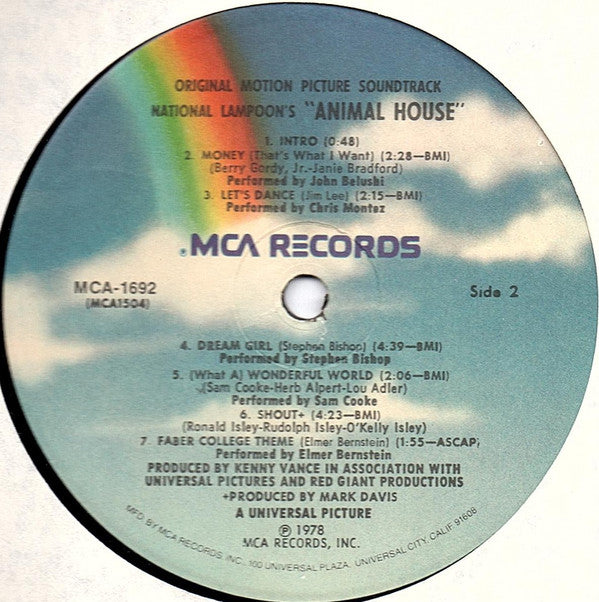 ORIGINAL MOTION PICTURE SOUNDTRACK
NATIONAL LAMPOON'S "ANIMAL HOUSE"
1. INTRO (0:48)
2. MONEY (That's What I Want) (2:28—BMI)
(Berry Gordy, Jr.-Janie Bradford)
Performed by John Belushi
3. LET'S DANCE (Jim Lee) (2:15—BMI)
Performed by Chris Montez
MCA RECORDS
MCA-1692
(MCA1504)
Side 2
4. DREAM GIRL (Stephen Bishop) (4:39—BMI)
Performed by Stephen Bishop
5. (What A) WONDERFUL WORLD (2:06—BMI)
(Sam Cooke-Herb Alpert-Lou Adler)
Performed by Sam Cooke
6. SHOUT+ (4:23—BMI)
(Ronald Isley-Rudolph Isley-O'Kelly Isley)
7. FABER COLLEGE THEME (Elmer Bernstein) (1:55—ASCAP)
Performed by Elmer Bernstein
PRODUCED BY KENNY VANCE IN ASSOCIATION WITH
UNIVERSAL PICTURES AND RED GIANT PRODUCTIONS
+PRODUCED BY MARK DAVIS
A UNIVERSAL PICTURE
℗ 1978
MCA RECORDS, INC.
MFD. BY MCA RECORDS, INC., 100 UNIVERSAL PLAZA, UNIVERSAL CITY, CALIF. 91608